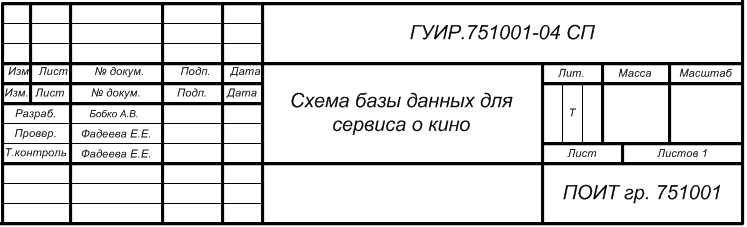 ГУИР.751001-04 СП
Изм Лист № докум. Подп. Дата
Лит. Масса Масштаб
Изм. Лист № докум. Подп. Дата
Схема базы данных для
сервиса о кино
Разраб. Бобко А.В.
Т
Провер. Фадеева Е.Е.
Т.контроль Фадеева Е.Е.
Лист Листов 1
ПОИТ гр. 751001